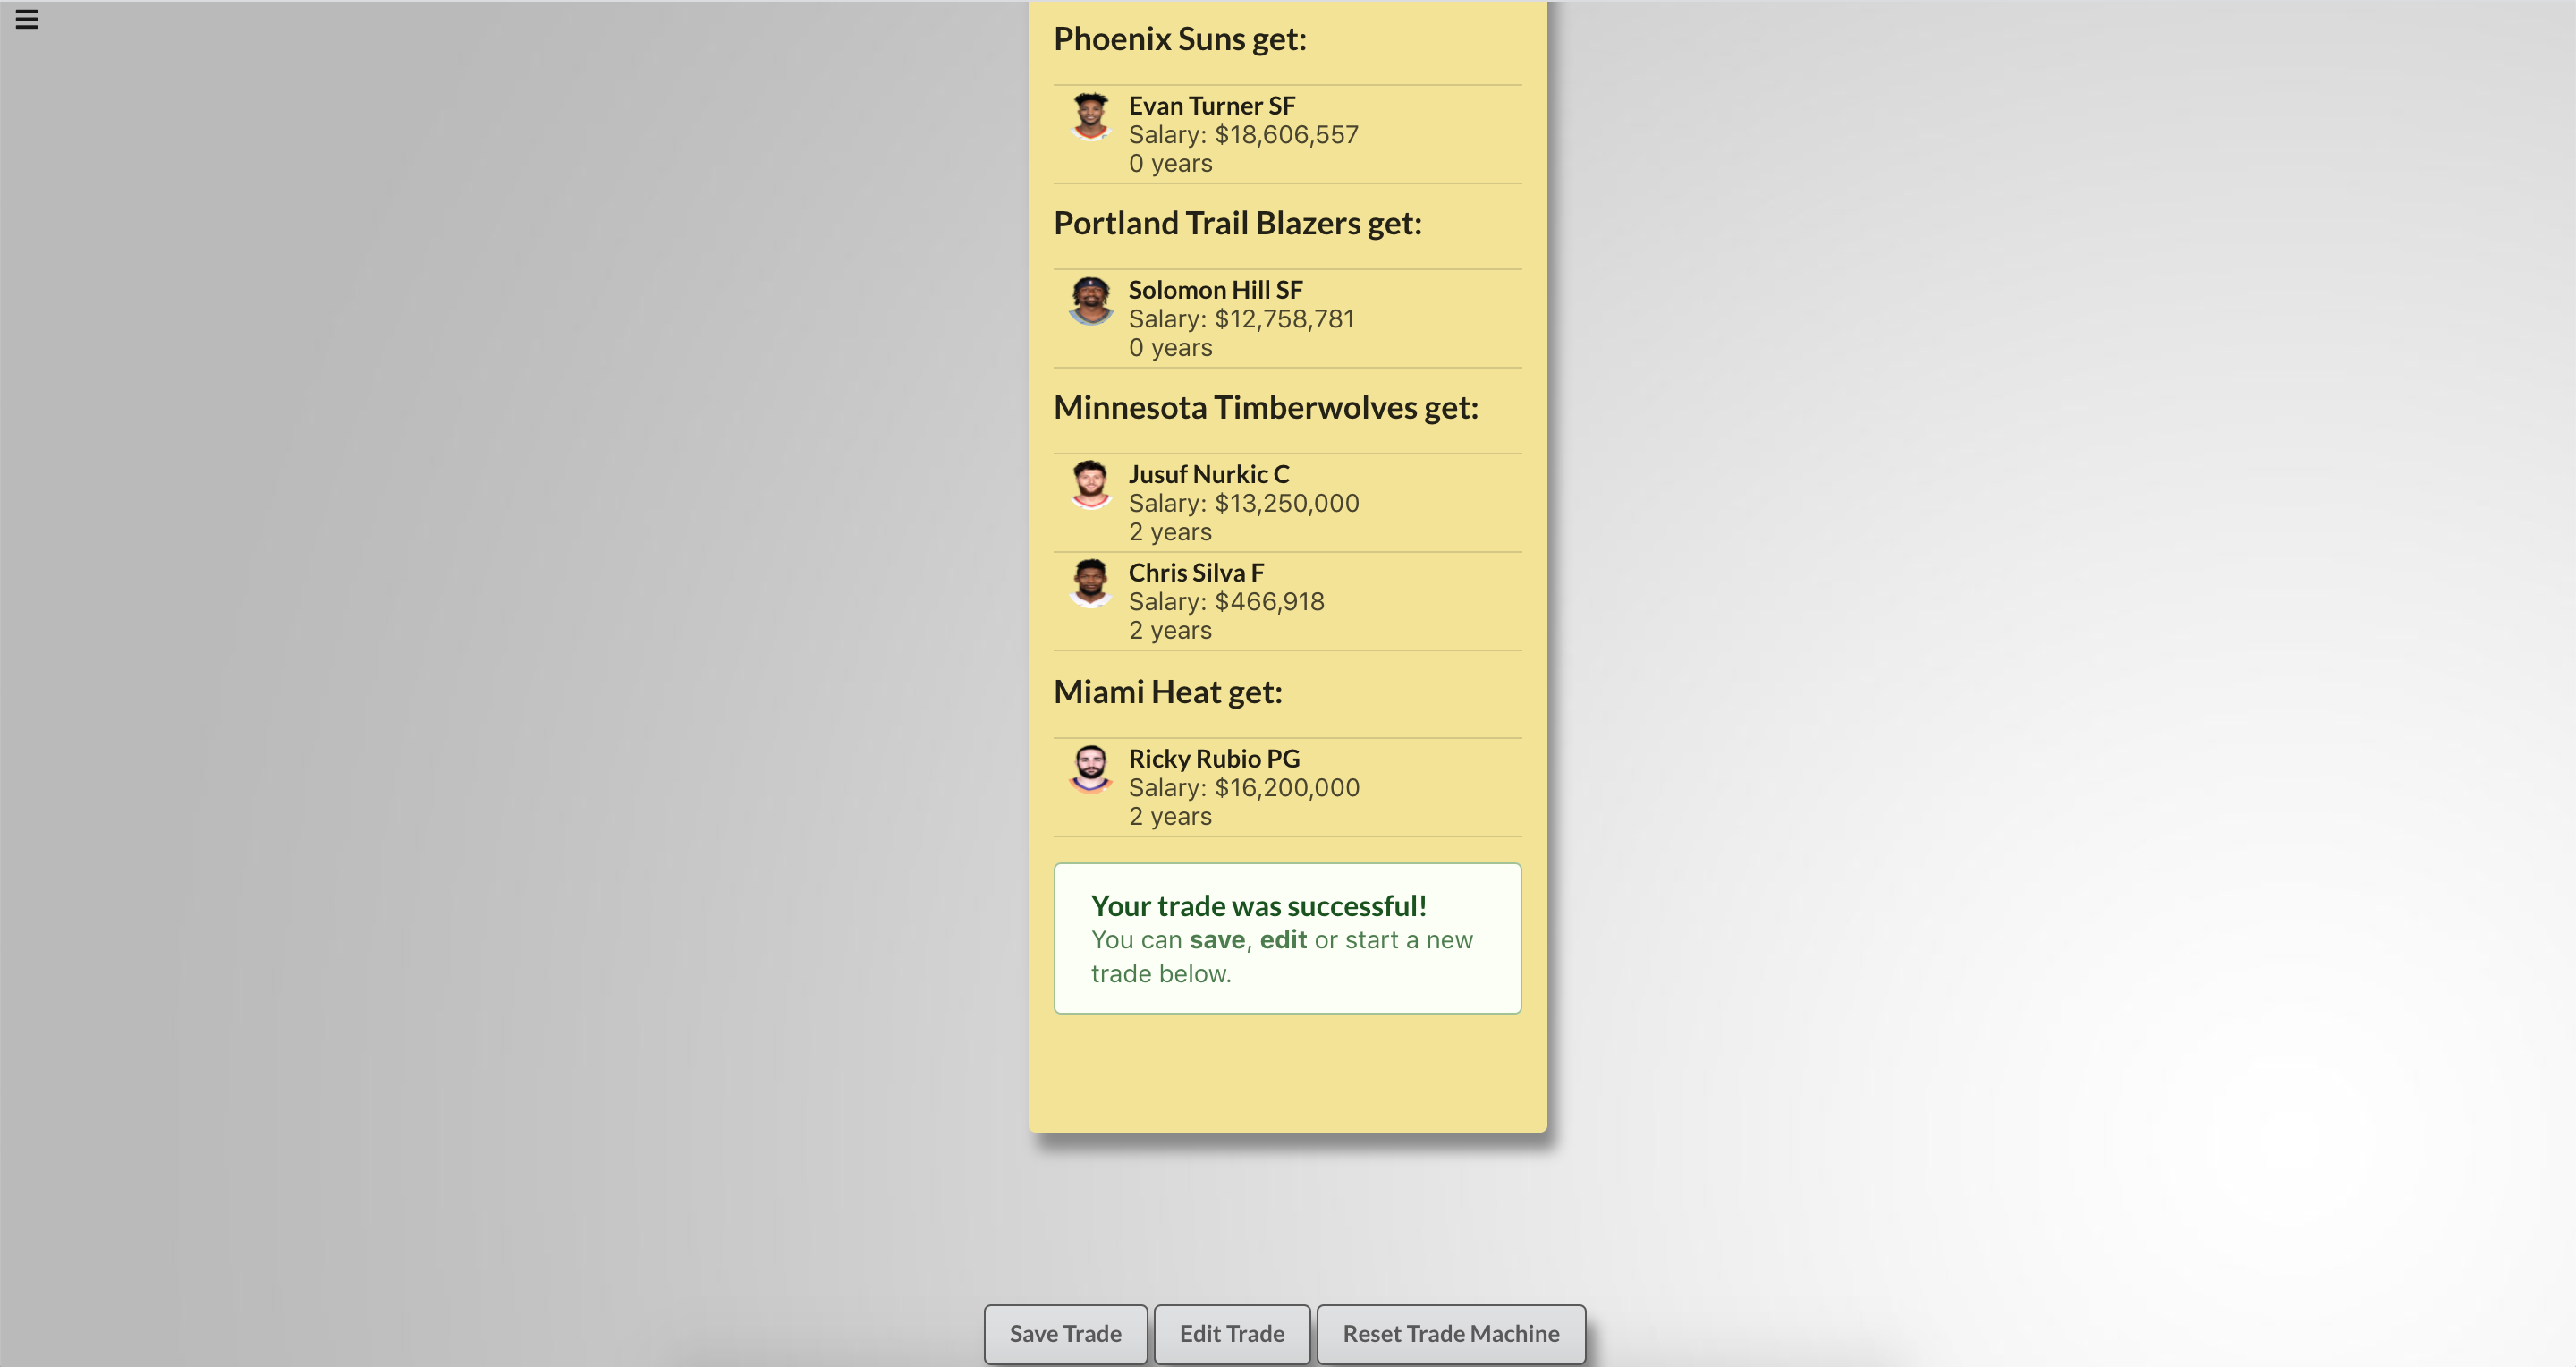 Phoenix Suns get:
Evan Turner SF
Salary: $18,606,557
0 years
Portland Trail Blazers get:
Solomon Hill SF
Salary: $12,758,781
0 years
Minnesota Timberwolves get:
Jusuf Nurkic C
Salary: $13,250,000
2 years
Chris Silva F
Salary: $466,918
2 years
Miami Heat get:
Ricky Rubio PG
Salary: $16,200,000
2 years
Your trade was successful!
You can save, edit or start a new
trade below.
Save Trade
Edit Trade
Reset Trade Machine